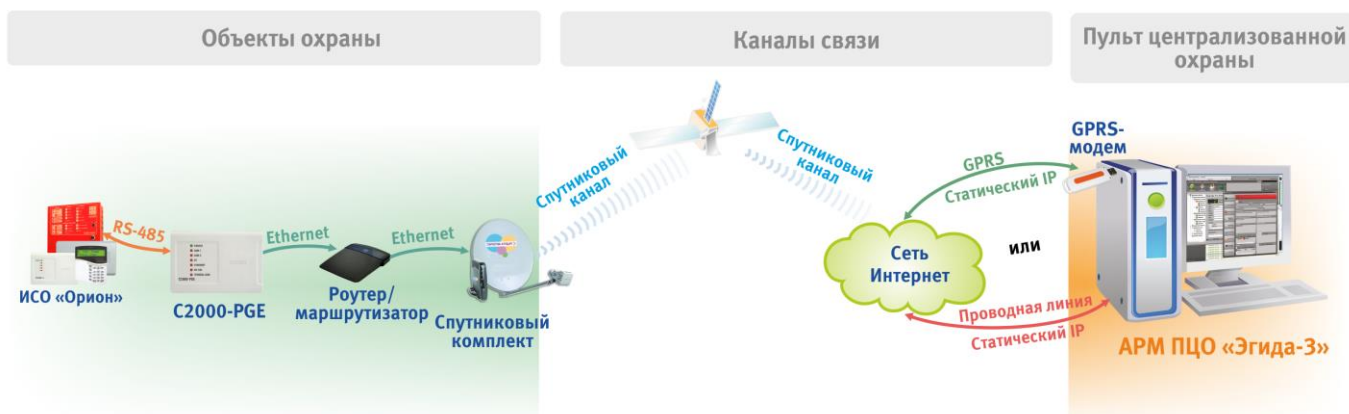 Объекты охраны
Каналы связи
Пульт централизованной
охраны
ИСО «Орион»
RS-485
С2000-PGE
Ethernet
Роутер/
маршрутизатор
Ethernet
Спутниковый
комплект
Спутниковый
канал
Спутниковый
канал
Сеть
Интернет
GPRS
Статический IP
или
Проводная линия
Статический IP
GPRS-
модем
АРМ ПЦО «Эгида-3»